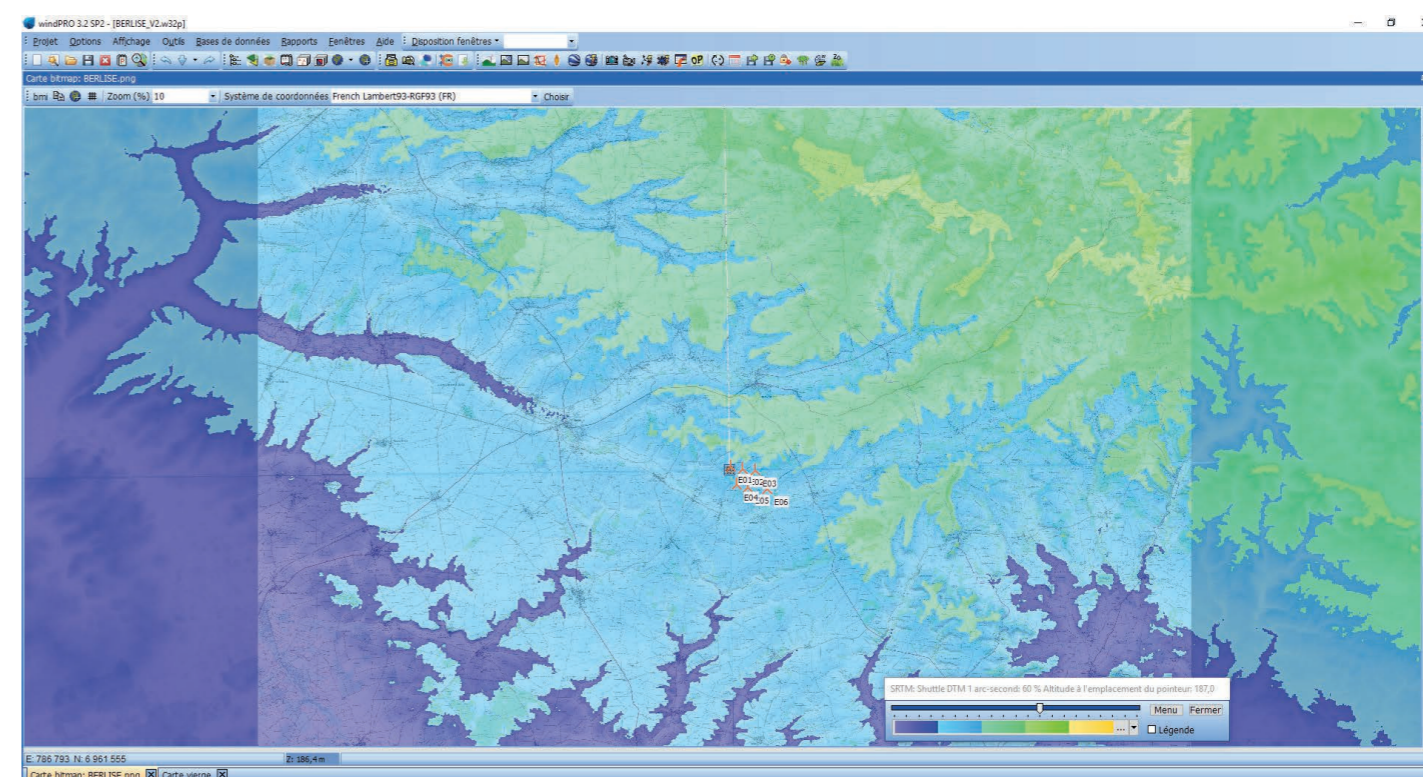 windPRO 3.2 SP2 - [BERLISE_V2.w32p]
Projet Options Affichage Outils Bases de données Rapports Fenêtres Aide Disposition fenêtres
Carte bitmap: BERLISE.png
bmi Zoom (%) 10 Système de coordonnées French Lambert93-RGF93 (FR) Choisir
E01 E03
E04 E06
SRTM: Shuttle DTM 1 arc-second: 60 % Altitude à l'emplacement du pointeur: 187,0
Menu Fermer
... Légende
E: 786 793 N: 6 961 555 Z: 186,4 m
Carte bitmap: BERLISE.png Carte vierge